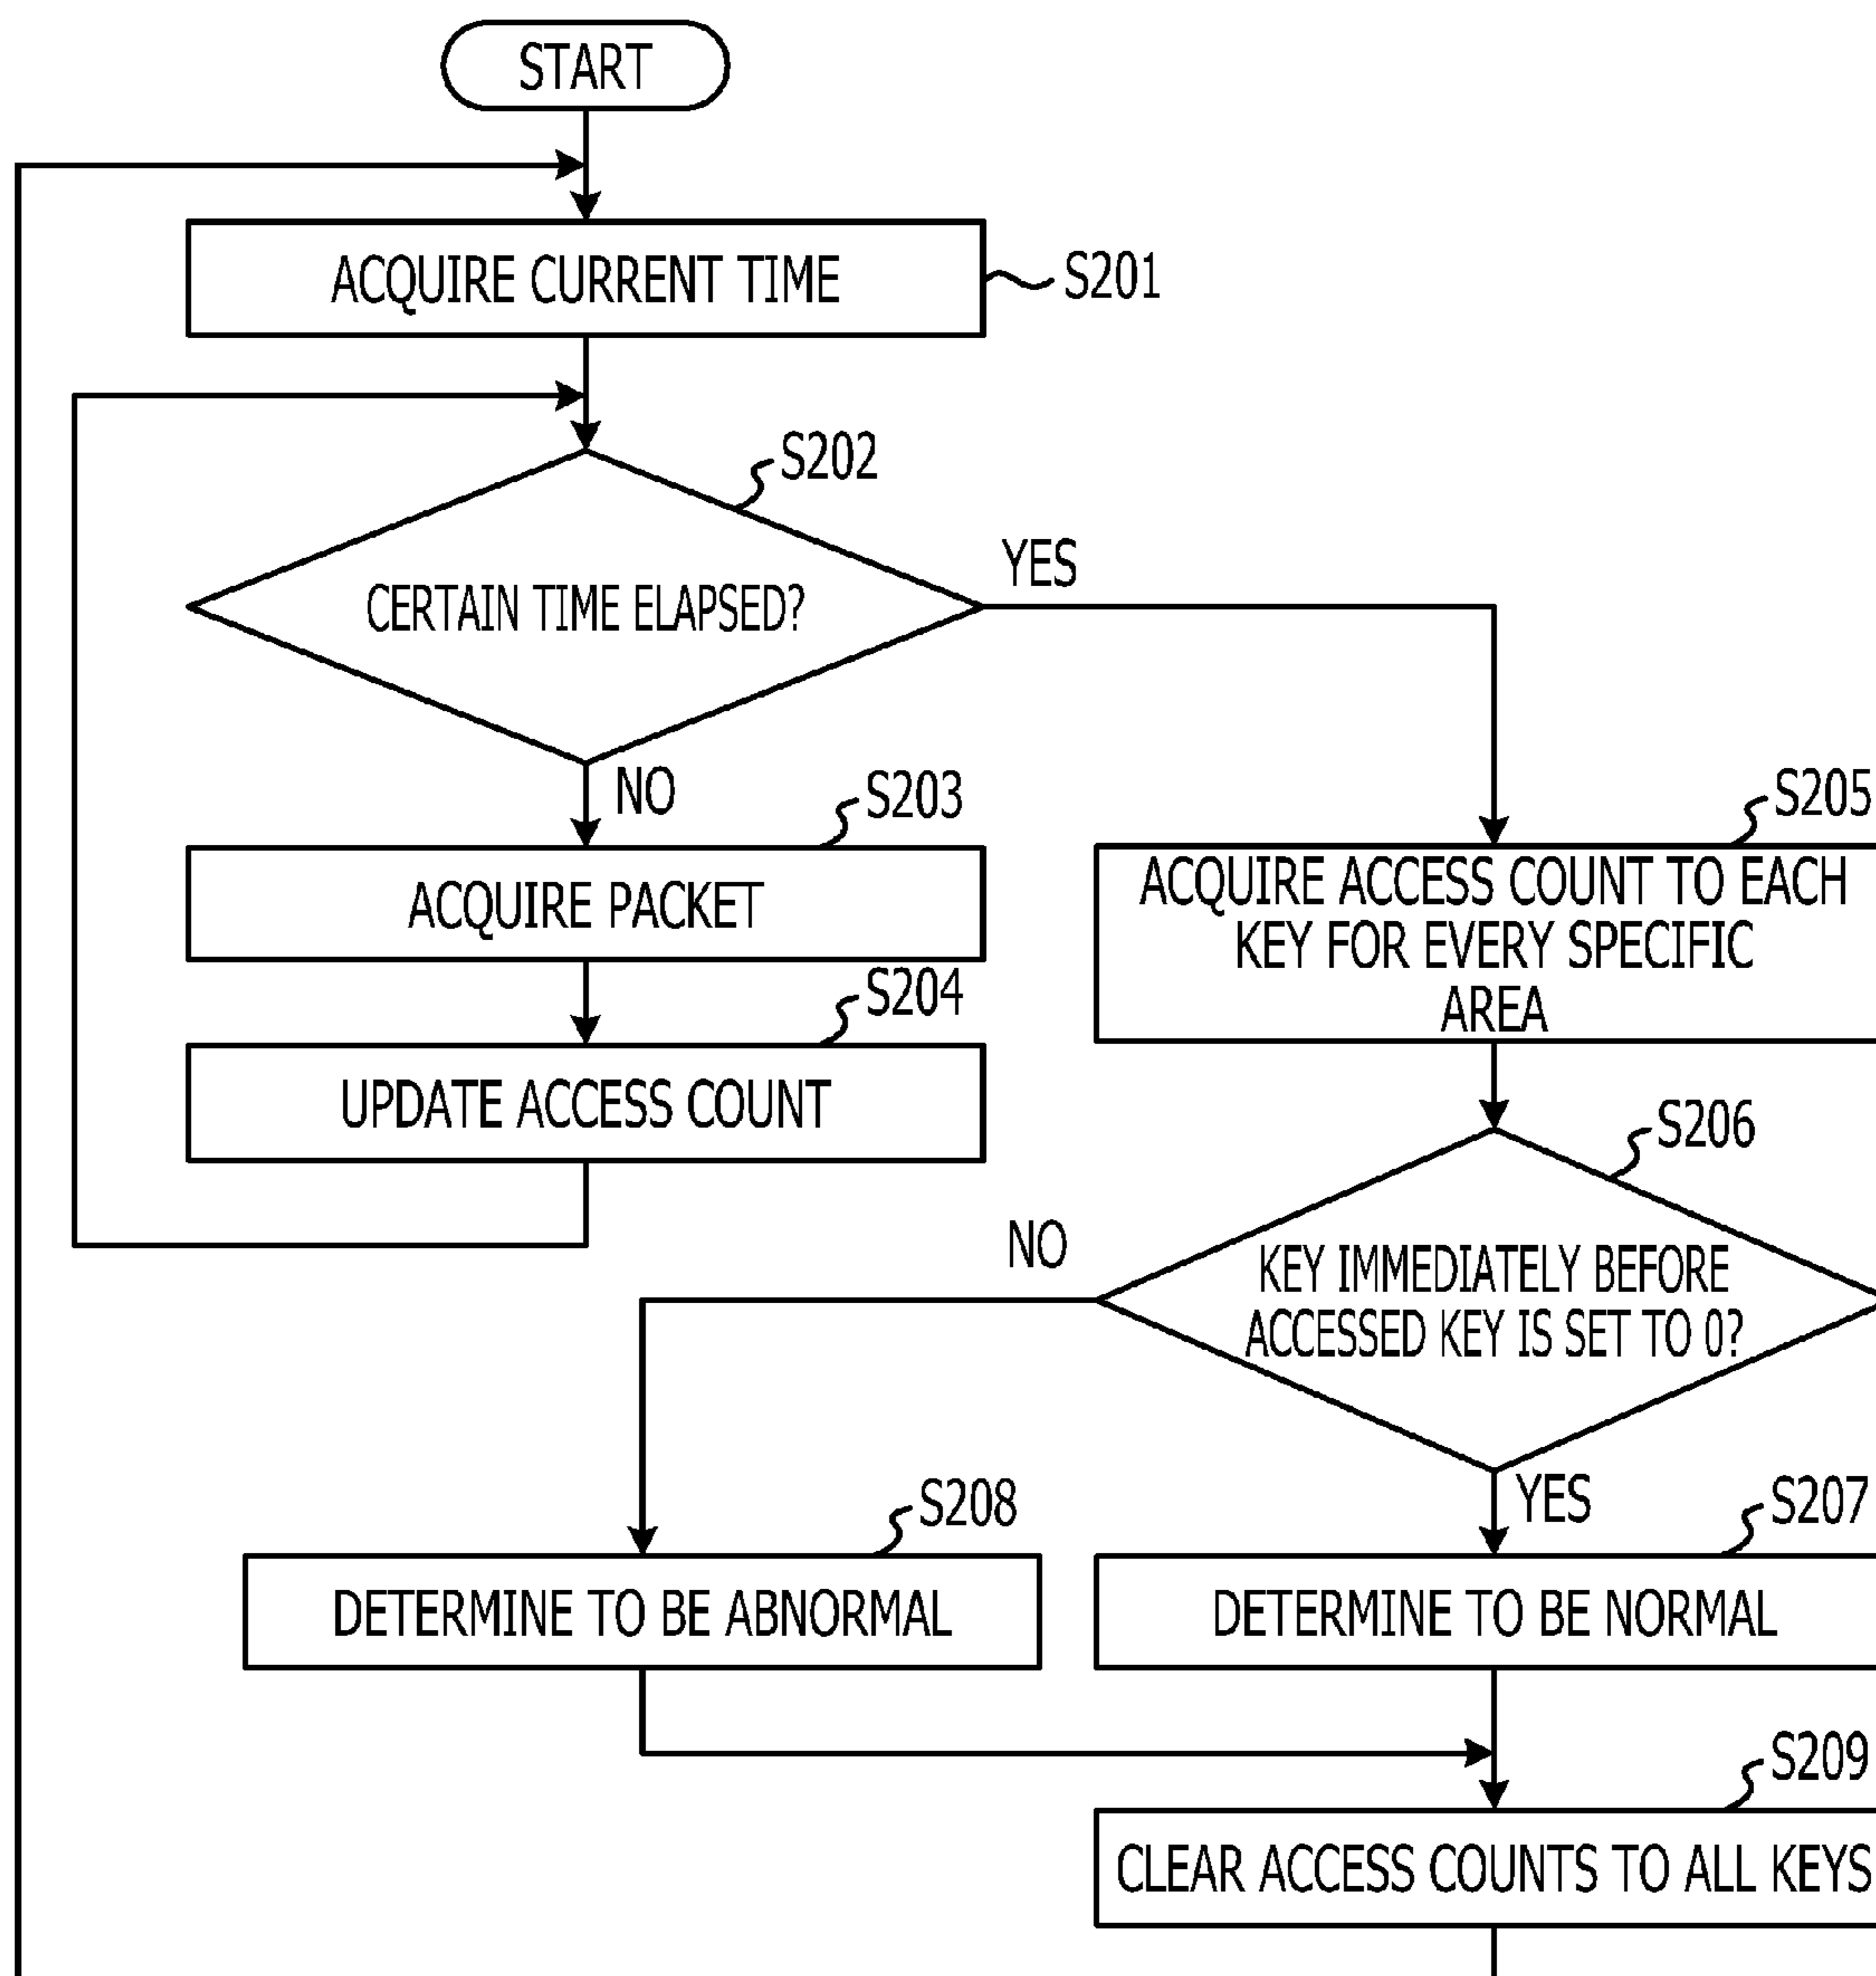 START
ACQUIRE CURRENT TIME
S201
S202
CERTAIN TIME ELAPSED?
YES
NO
S203
ACQUIRE PACKET
S204
UPDATE ACCESS COUNT
S205
ACQUIRE ACCESS COUNT TO EACH
KEY FOR EVERY SPECIFIC
AREA
S206
KEY IMMEDIATELY BEFORE
ACCESSED KEY IS SET TO 0?
NO
YES
S208
DETERMINE TO BE ABNORMAL
S207
DETERMINE TO BE NORMAL
S209
CLEAR ACCESS COUNTS TO ALL KEYS